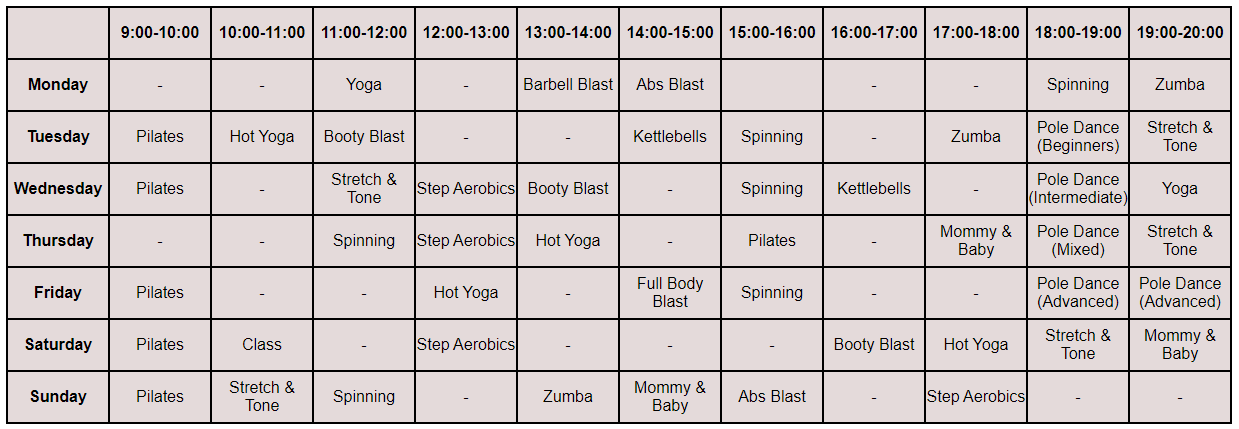 9:00-10:00 10:00-11:00 11:00-12:00 12:00-13:00 13:00-14:00 14:00-15:00 15:00-16:00 16:00-17:00 17:00-18:00 18:00-19:00 19:00-20:00
Monday - - Yoga - Barbell Blast Abs Blast - - Spinning Zumba
Tuesday Pilates Hot Yoga Booty Blast - - Kettlebells Spinning - Zumba Pole Dance (Beginners) Stretch & Tone
Wednesday Pilates - Stretch & Tone Step Aerobics Booty Blast - Spinning Kettlebells - Pole Dance (Intermediate) Yoga
Thursday - - Spinning Step Aerobics Hot Yoga - Pilates - Mommy & Baby Pole Dance (Mixed) Stretch & Tone
Friday Pilates - - Hot Yoga - Full Body Blast Spinning - - Pole Dance (Advanced) Pole Dance (Advanced)
Saturday Pilates Class - Step Aerobics - - - Booty Blast Hot Yoga Stretch & Tone Mommy & Baby
Sunday Pilates Stretch & Tone Spinning - Zumba Mommy & Baby Abs Blast - Step Aerobics - -